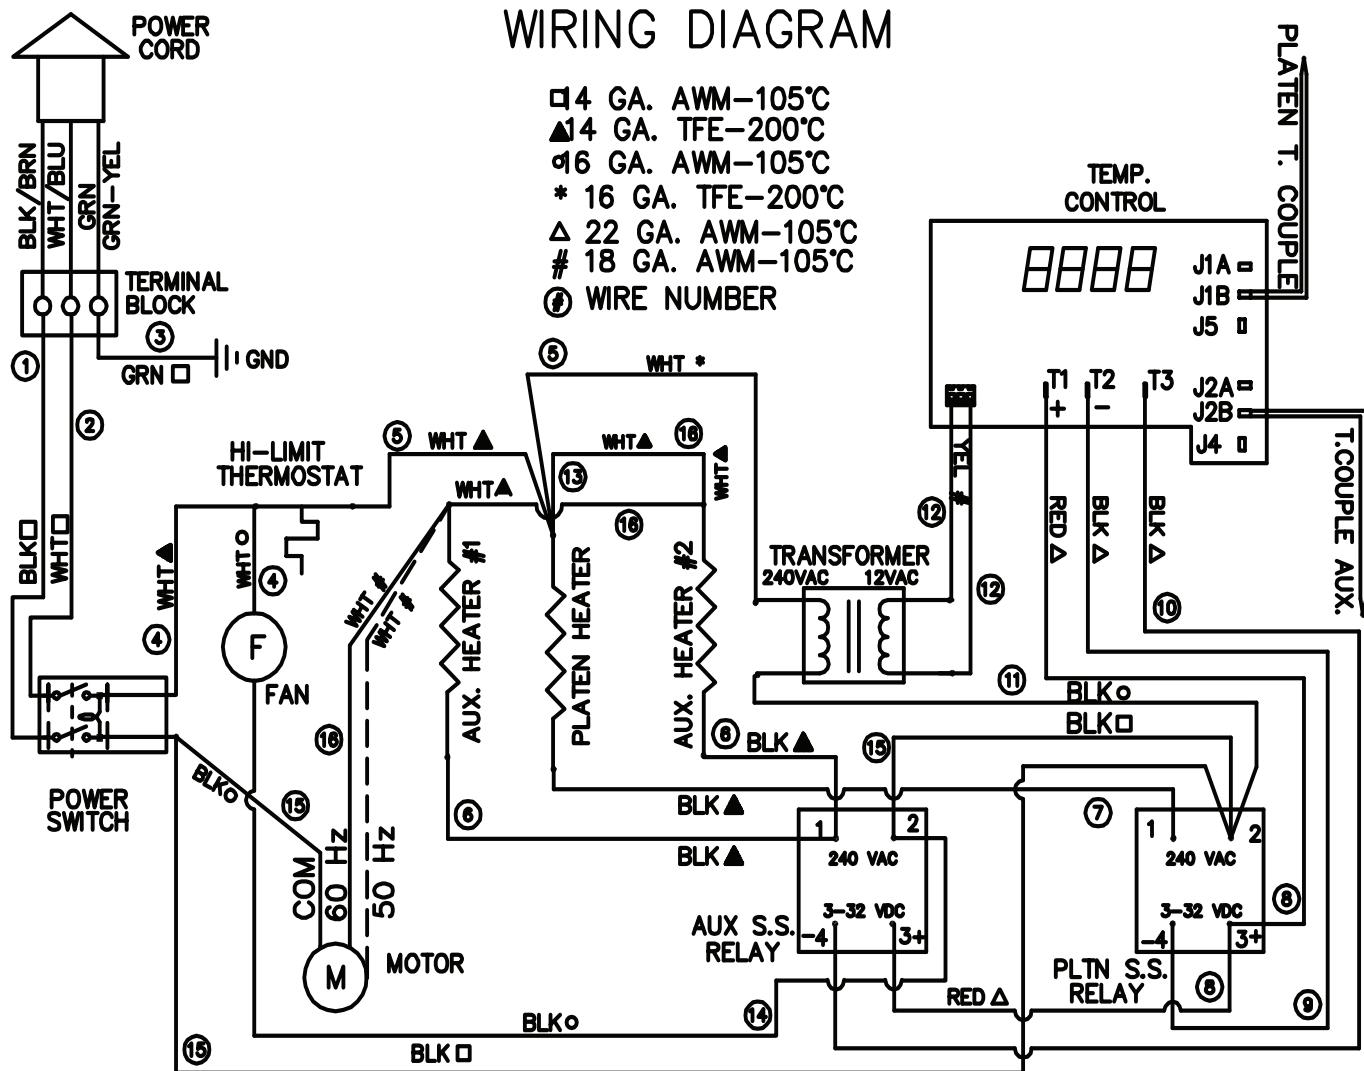 WIRING DIAGRAM
POWER
CORD
14 GA. AWM-105°C
14 GA. TFE-200°C
16 GA. AWM-105°C
* 16 GA. TFE-200°C
△ 22 GA. AWM-105°C
# 18 GA. AWM-105°C
# WIRE NUMBER
BLK/BRN
WHT/BLU
GRN
GRN-YEL
TERMINAL
BLOCK
PLATEN T. COUPLE
TEMP.
CONTROL
J1A
J1B
J5
J2A
J2B
J4
T1
T2
T3
+
-
1
2
3
GRN
GND
5
WHT *
HI-LIMIT
THERMOSTAT
5
WHT
WHT
13
WHT
16
WHT
16
YEL #
12
12
RED
BLK
BLK
T.COUPLE AUX.
BLK
WHT
WHT
4
WHT
4
F
FAN
WHT #
WHT #
AUX. HEATER #1
PLATEN HEATER
AUX. HEATER #2
TRANSFORMER
240VAC
12VAC
10
11
BLK
BLK
POWER
SWITCH
BLK
15
16
6
BLK
15
BLK
6
BLK
7
COM
60 Hz
50 Hz
M
MOTOR
1
2
240 VAC
3-32 VDC
-4
3+
AUX S.S.
RELAY
1
2
240 VAC
3-32 VDC
-4
3+
8
PLTN S.S.
RELAY
8
9
RED
14
BLK
BLK
15